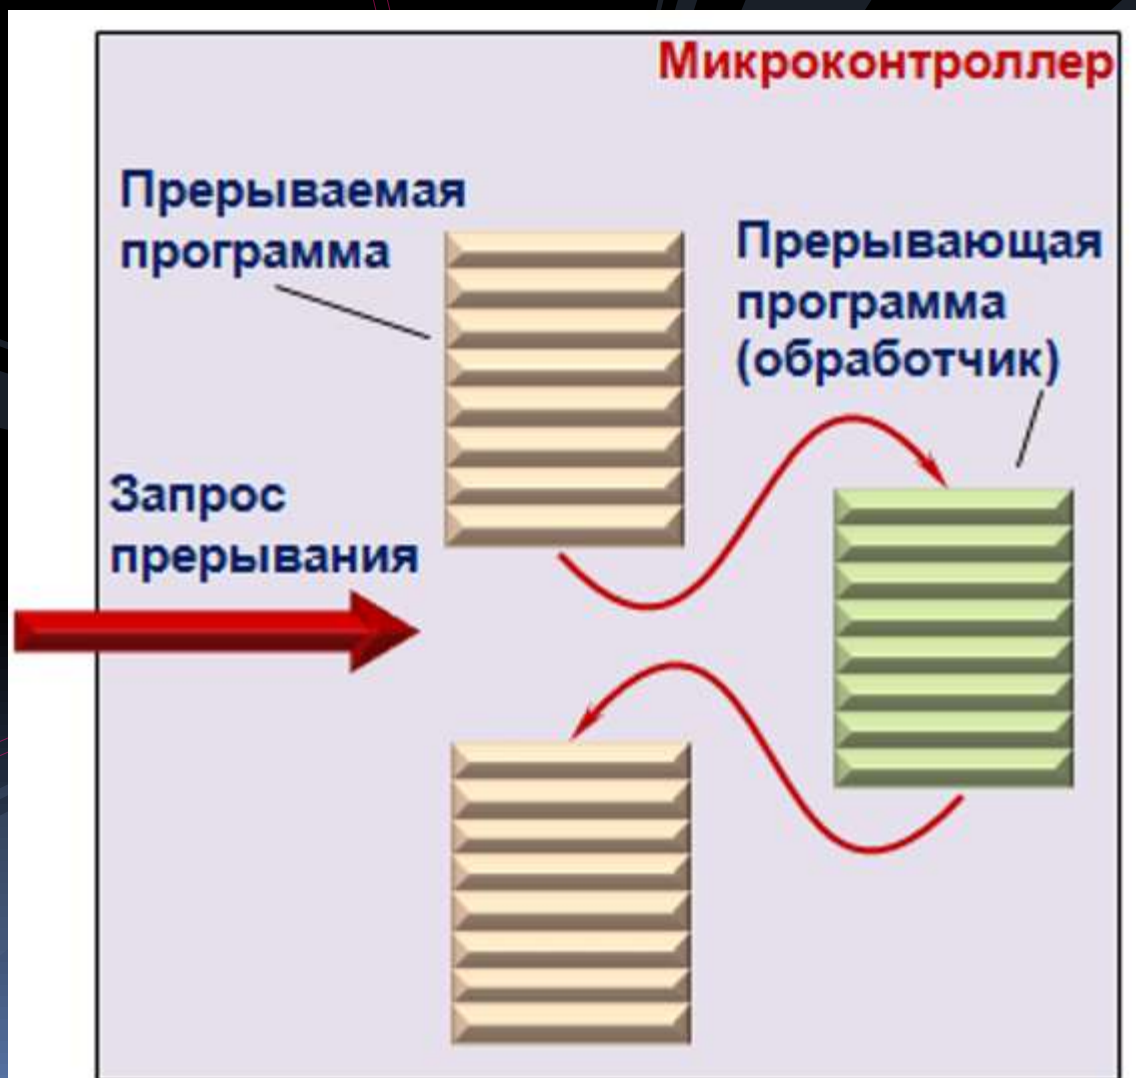 Микроконтроллер
Прерываемая
программа
Прерывающая
программа
(обработчик)
Запрос
прерывания